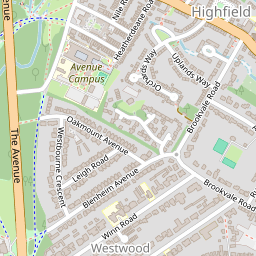 Highfield
Nile Road
Heatherdeane Road
Orchards Way
Uplands Way
Avenue
Campus
Brookvale Road
The Avenue
Oakmount Avenue
Westbourne Crescent
Leigh Road
Blenheim Avenue
Brookvale Road
Winn Road
Westwood